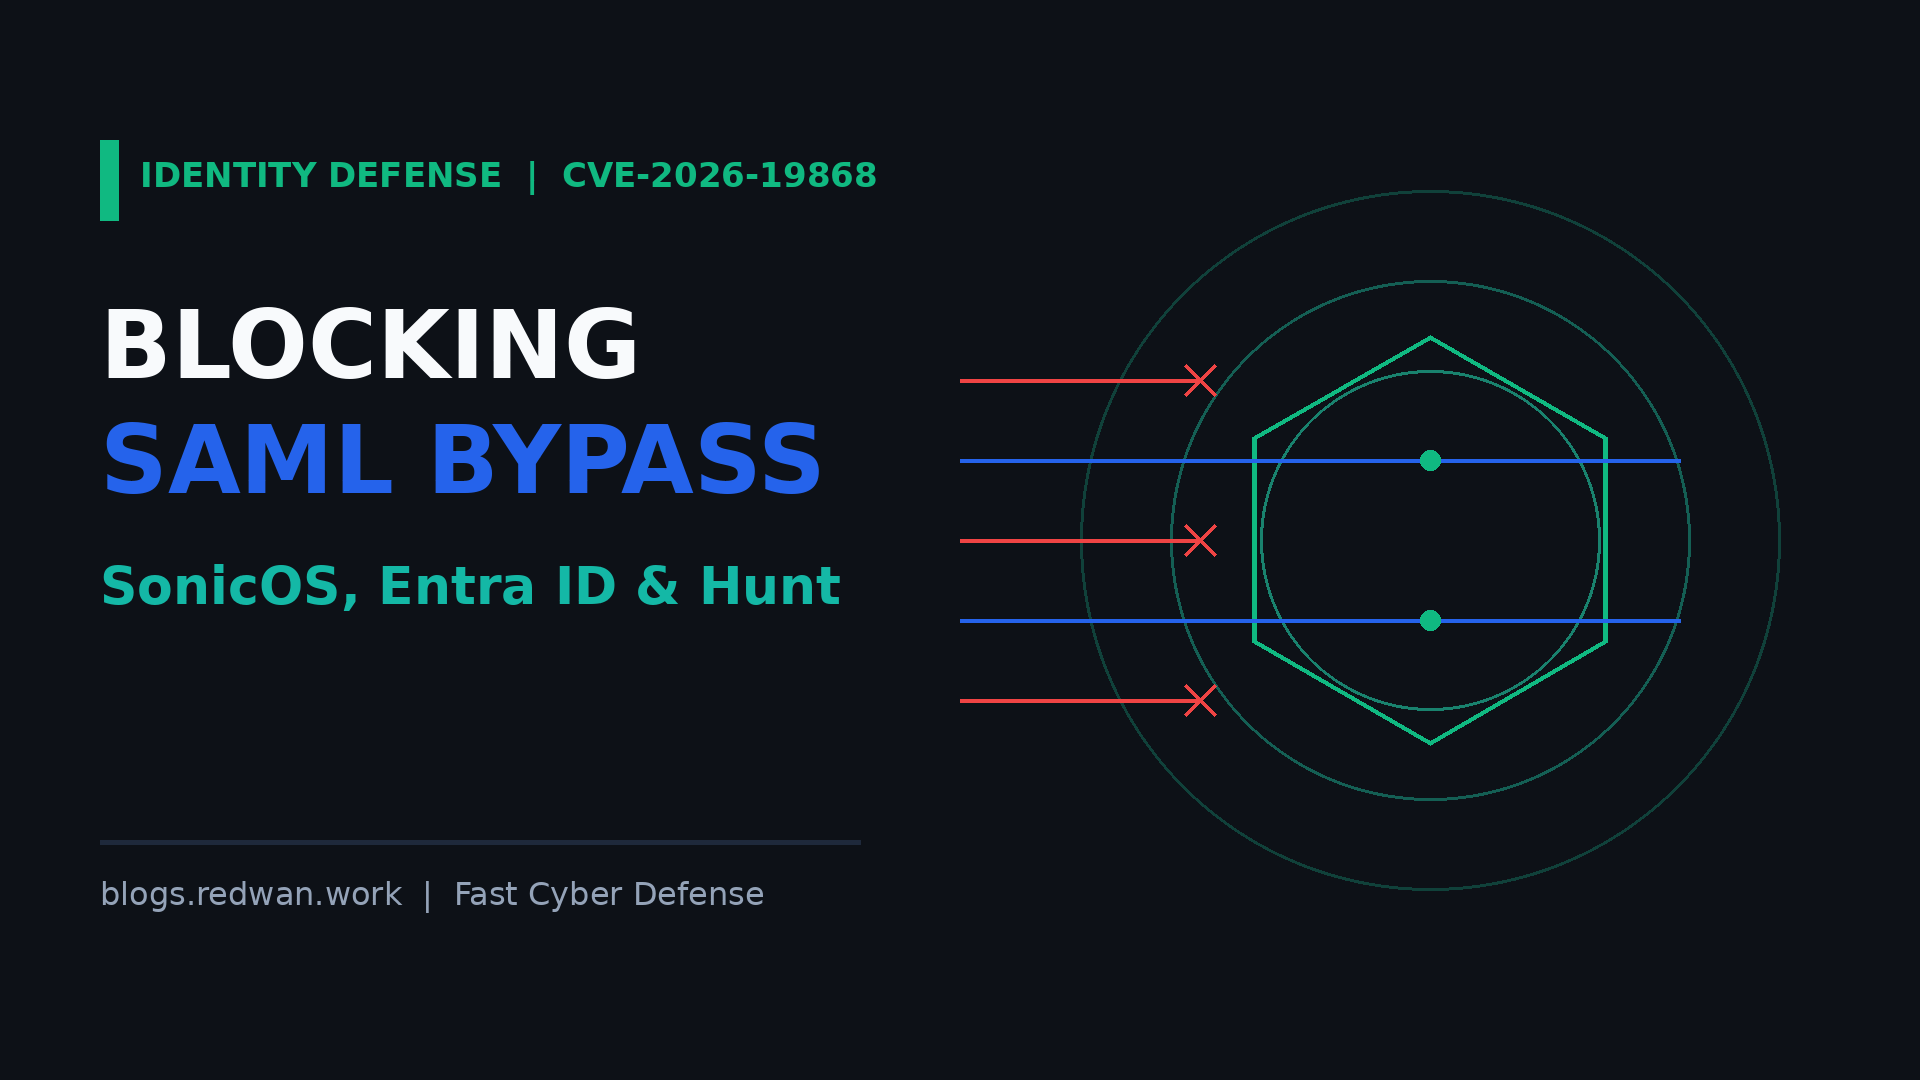 IDENTITY DEFENSE | CVE-2026-19868
BLOCKING
SAML BYPASS
SonicOS, Entra ID & Hunt
blogs.redwan.work | Fast Cyber Defense